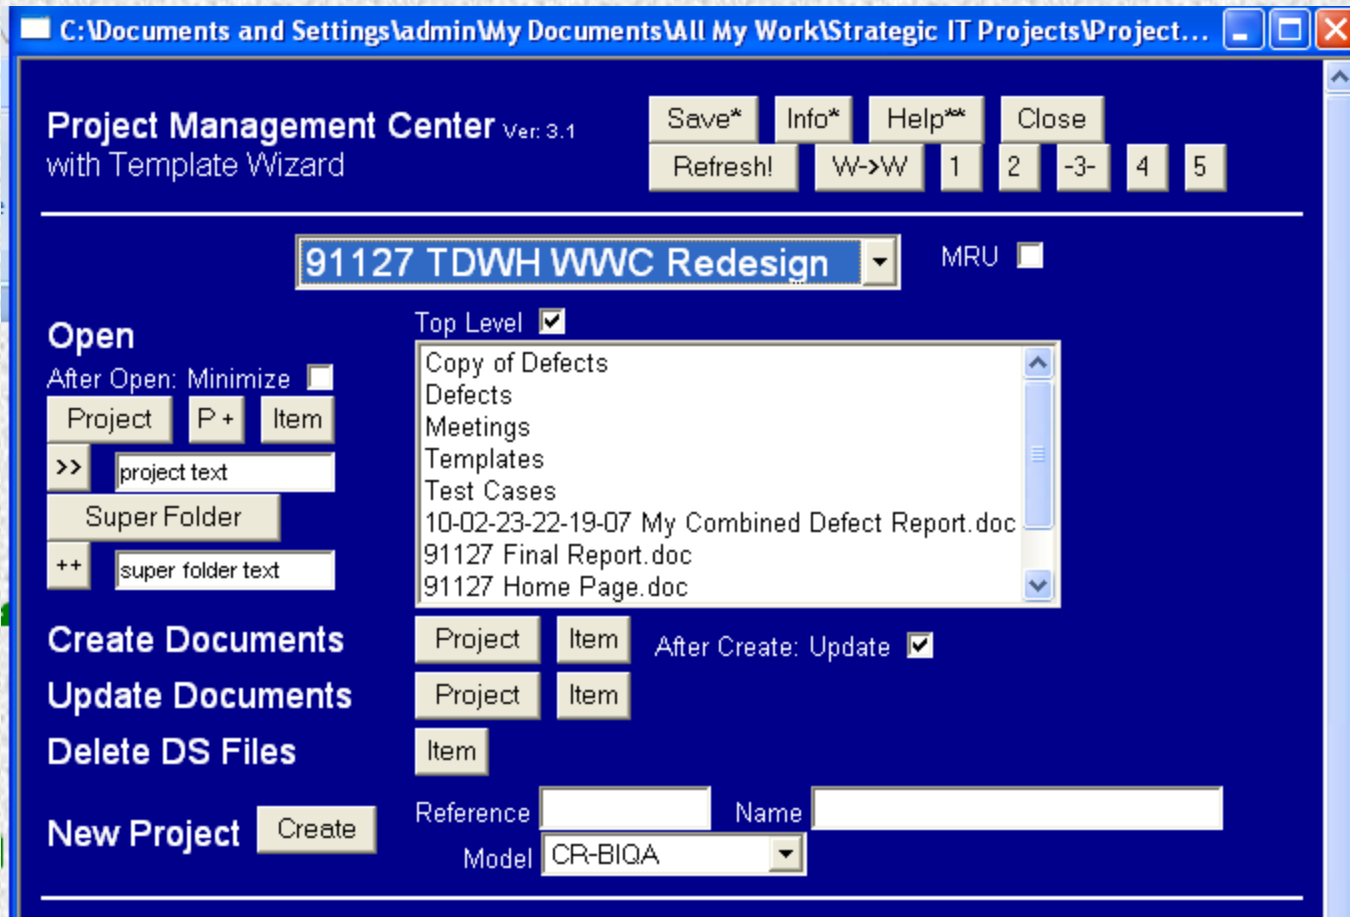 C:\Documents and Settings\admin\My Documents\All My Work\Strategic IT Projects\Project...
Project Management Center Ver: 3.1
with Template Wizard
Save* Info* Help** Close
Refresh! W->W 1 2 -3- 4 5
91127 TDWH WWC Redesign
MRU
Open
Top Level
After Open: Minimize
Project P+ Item
>> project text
Super Folder
++ super folder text
Copy of Defects
Defects
Meetings
Templates
Test Cases
10-02-23-22-19-07 My Combined Defect Report.doc
91127 Final Report.doc
91127 Home Page.doc
Create Documents Project Item After Create: Update
Update Documents Project Item
Delete DS Files Item
New Project Create Reference Name
Model CR-BIQA